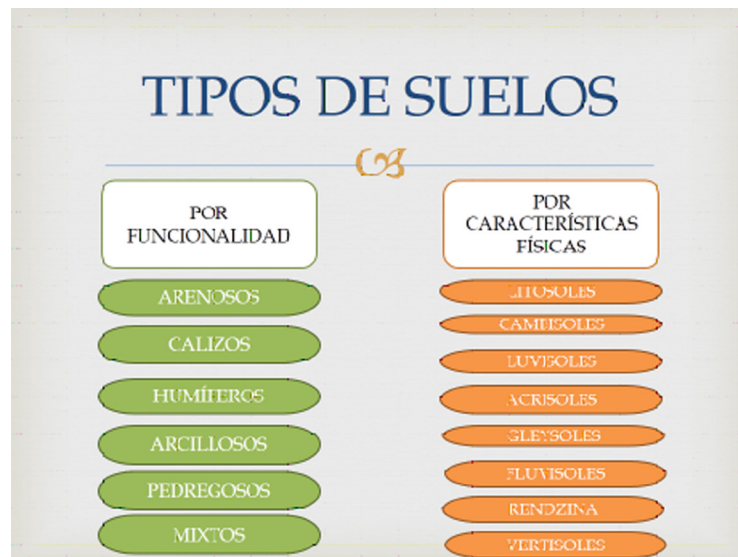 TIPOS DE SUELOS
POR
FUNCIONALIDAD
ARENOSOS
CALIZOS
HUMÍFEROS
ARCILLOSOS
PEDREGOSOS
MIXTOS
POR
CARACTERÍSTICAS
FÍSICAS
LITOSOLES
CAMBISOLES
LUVISOLES
ACRISOLES
GLEYSOLES
FLUVISOLES
RENDZINA
VERTISOLES